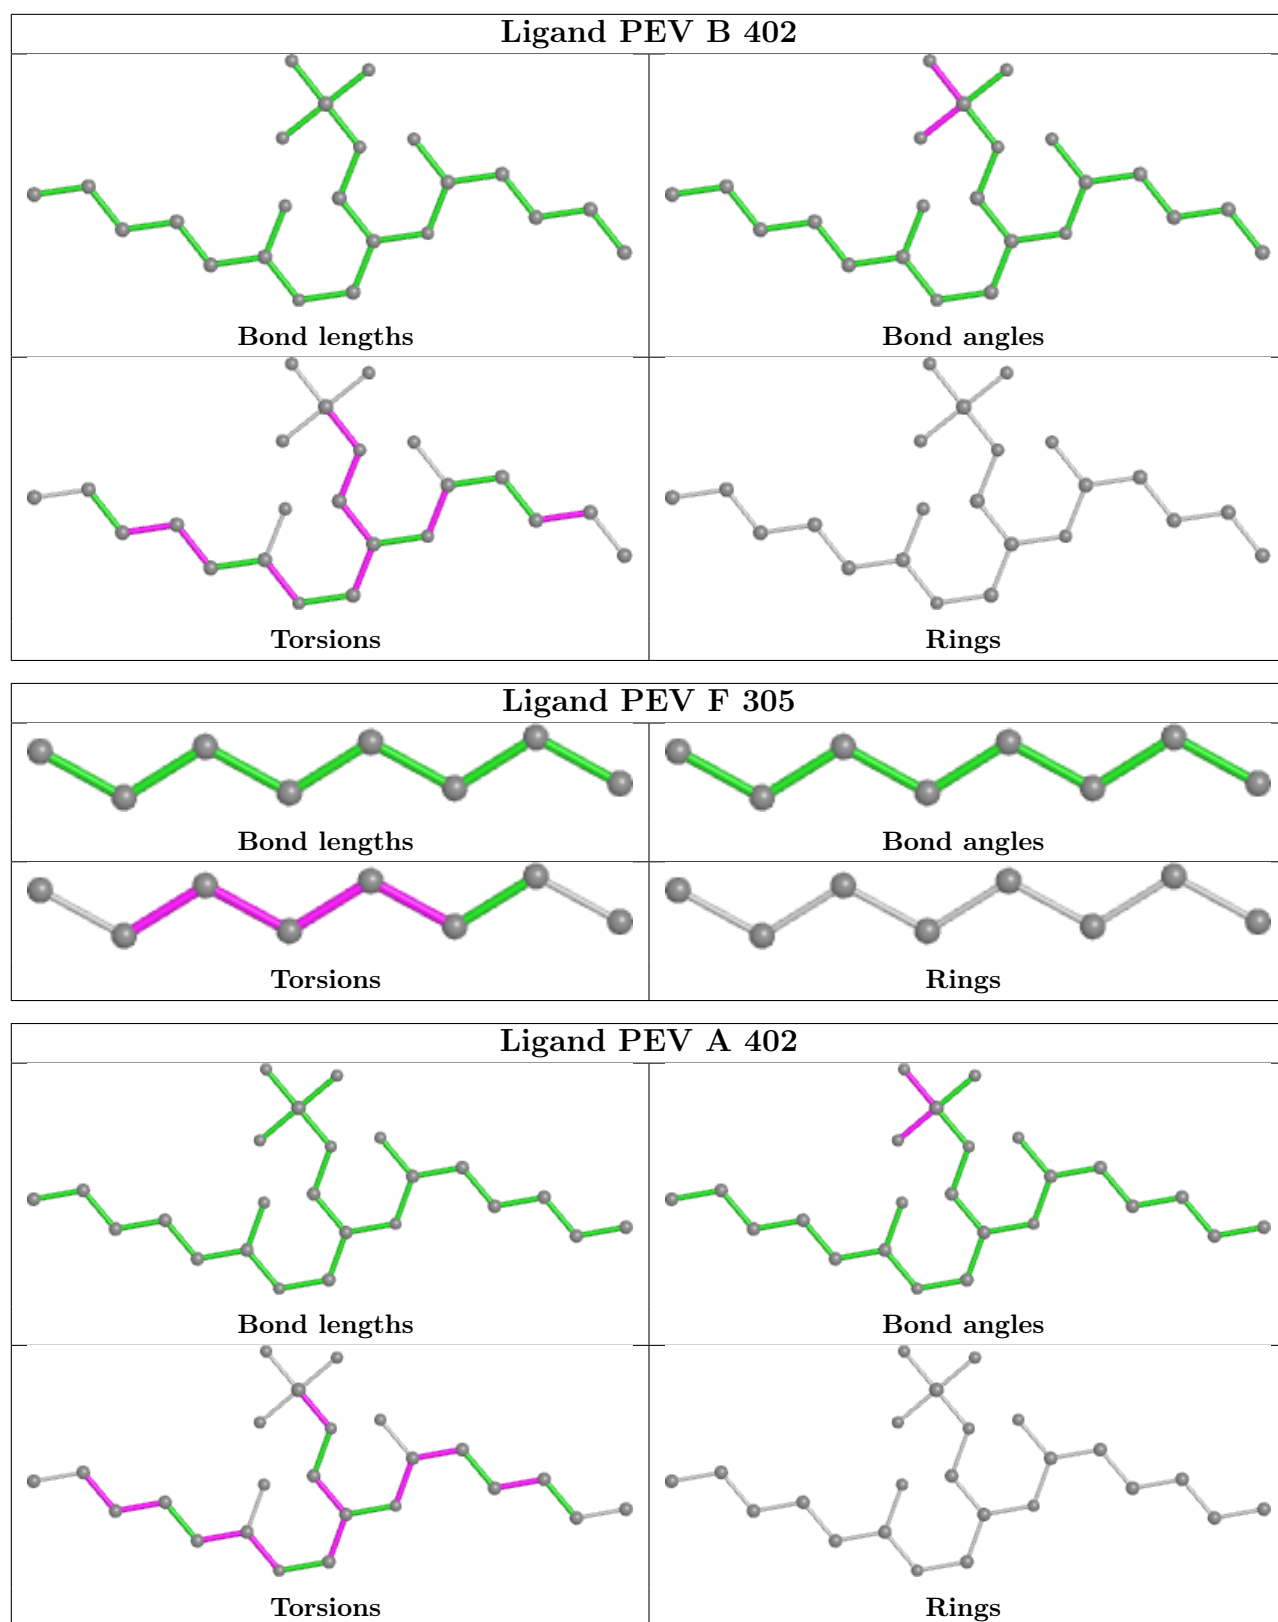 Ligand PEV B 402
Bond lengths
Bond angles
Torsions
Rings
Ligand PEV F 305
Bond lengths
Bond angles
Torsions
Rings
Ligand PEV A 402
Bond lengths
Bond angles
Torsions
Rings